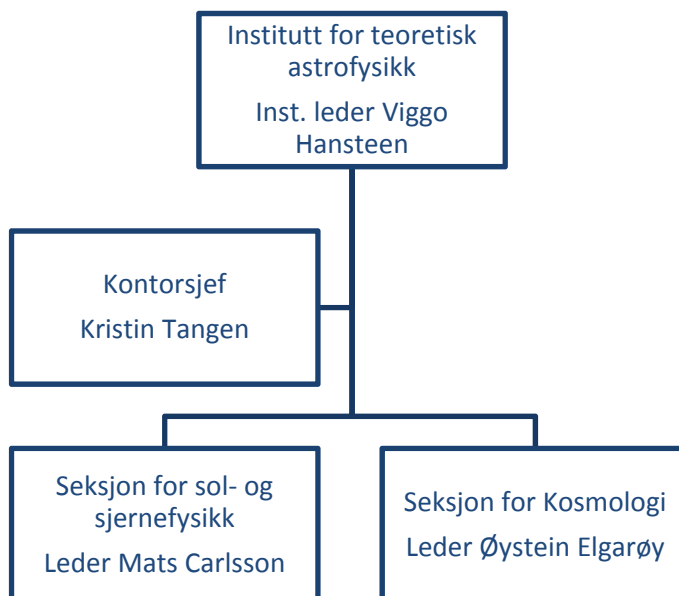 Institutt for teoretisk
astrofysikk
Inst. leder Viggo
Hansteen
Kontorsjef
Kristin Tangen
Seksjon for sol- og
sjernefysikk
Leder Mats Carlsson
Seksjon for Kosmologi
Leder Øystein Elgarøy